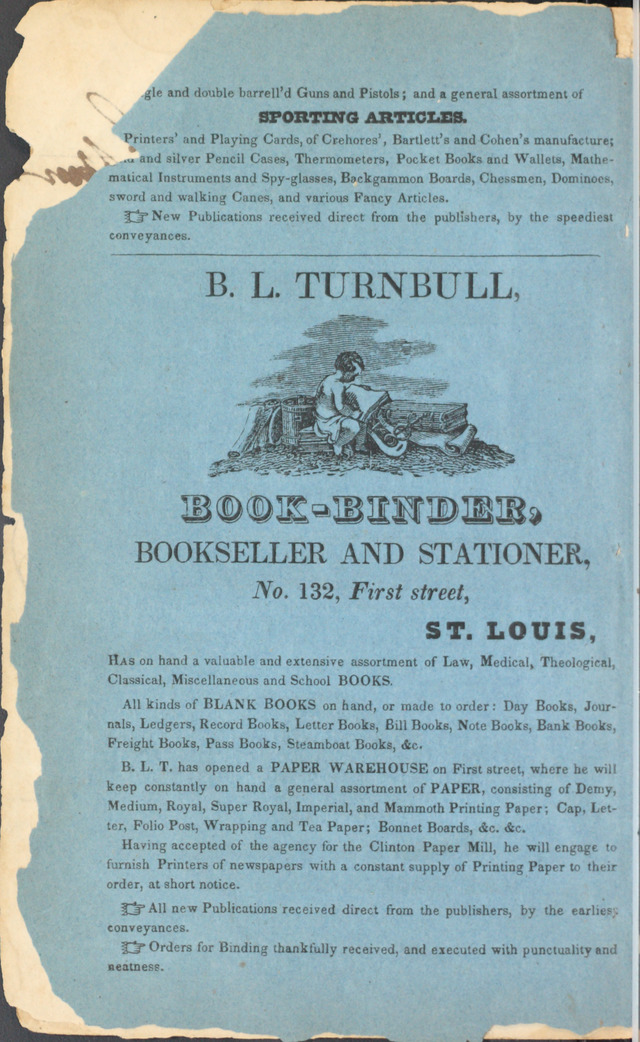 gle and double barrell'd Guns and Pistols; and a general assortment of
SPORTING ARTICLES.
Printers' and Playing Cards, of Crehores', Bartlett's and Cohen's manufacture;
and silver Pencil Cases, Thermometers, Pocket Books and Wallets, Mathe-
matical Instruments and Spy-glasses, Backgammon Boards, Chessmen, Dominoes,
sword and walking Canes, and various Fancy Articles.
☞ New Publications received direct from the publishers, by the speediest
conveyances.
B. L. TURNBULL,
BOOK-BINDER,
BOOKSELLER AND STATIONER,
No. 132, First street,
ST. LOUIS,
HAS on hand a valuable and extensive assortment of Law, Medical, Theological,
Classical, Miscellaneous and School BOOKS.
All kinds of BLANK BOOKS on hand, or made to order: Day Books, Jour-
nals, Ledgers, Record Books, Letter Books, Bill Books, Note Books, Bank Books,
Freight Books, Pass Books, Steamboat Books, &c.
B. L. T. has opened a PAPER WAREHOUSE on First street, where he will
keep constantly on hand a general assortment of PAPER, consisting of Demy,
Medium, Royal, Super Royal, Imperial, and Mammoth Printing Paper; Cap, Let-
ter, Folio Post, Wrapping and Tea Paper; Bonnet Boards, &c. &c.
Having accepted of the agency for the Clinton Paper Mill, he will engage to
furnish Printers of newspapers with a constant supply of Printing Paper to their
order, at short notice.
☞ All new Publications received direct from the publishers, by the earliest
conveyances.
☞ Orders for Binding thankfully received, and executed with punctuality and
neatness.